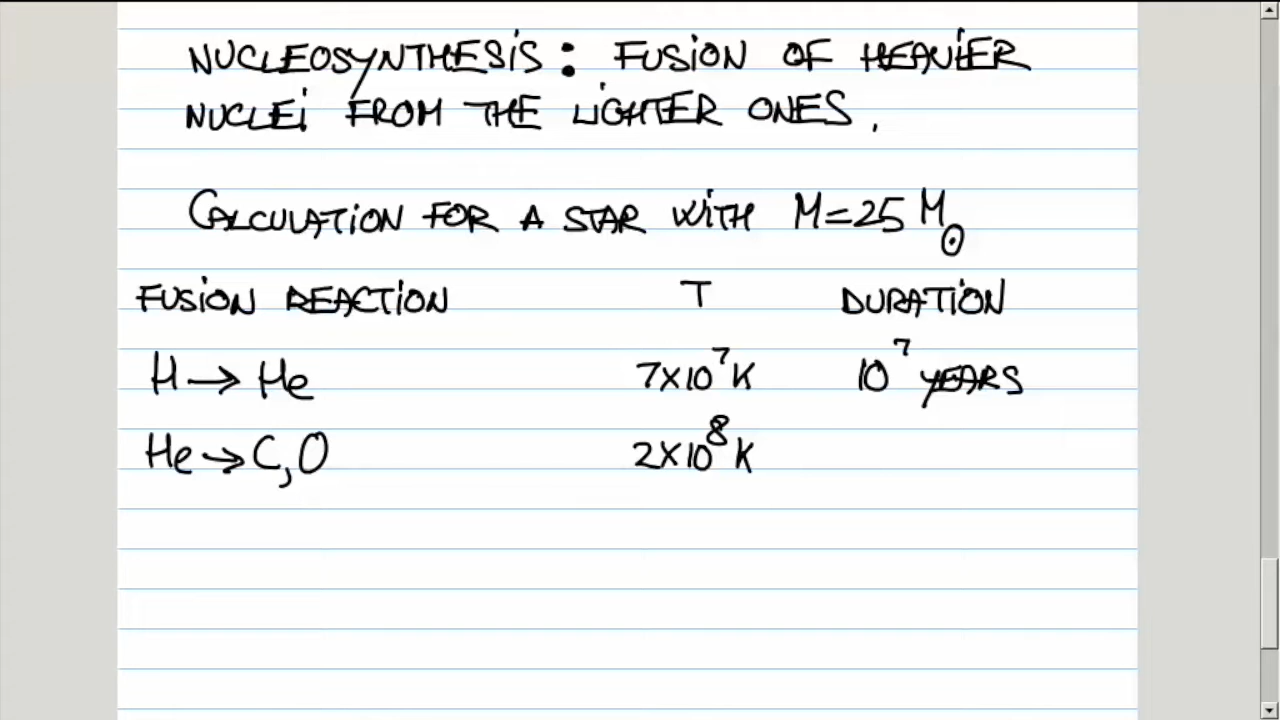 NUCLEOSYNTHESIS: FUSION OF HEAVIER
NUCLEI FROM THE LIGHTER ONES.
CALCULATION FOR A STAR WITH M=25 M☉
FUSION REACTION T DURATION
H → He 7×10⁷ K 10⁷ YEARS
He → C, O 2×10⁸ K